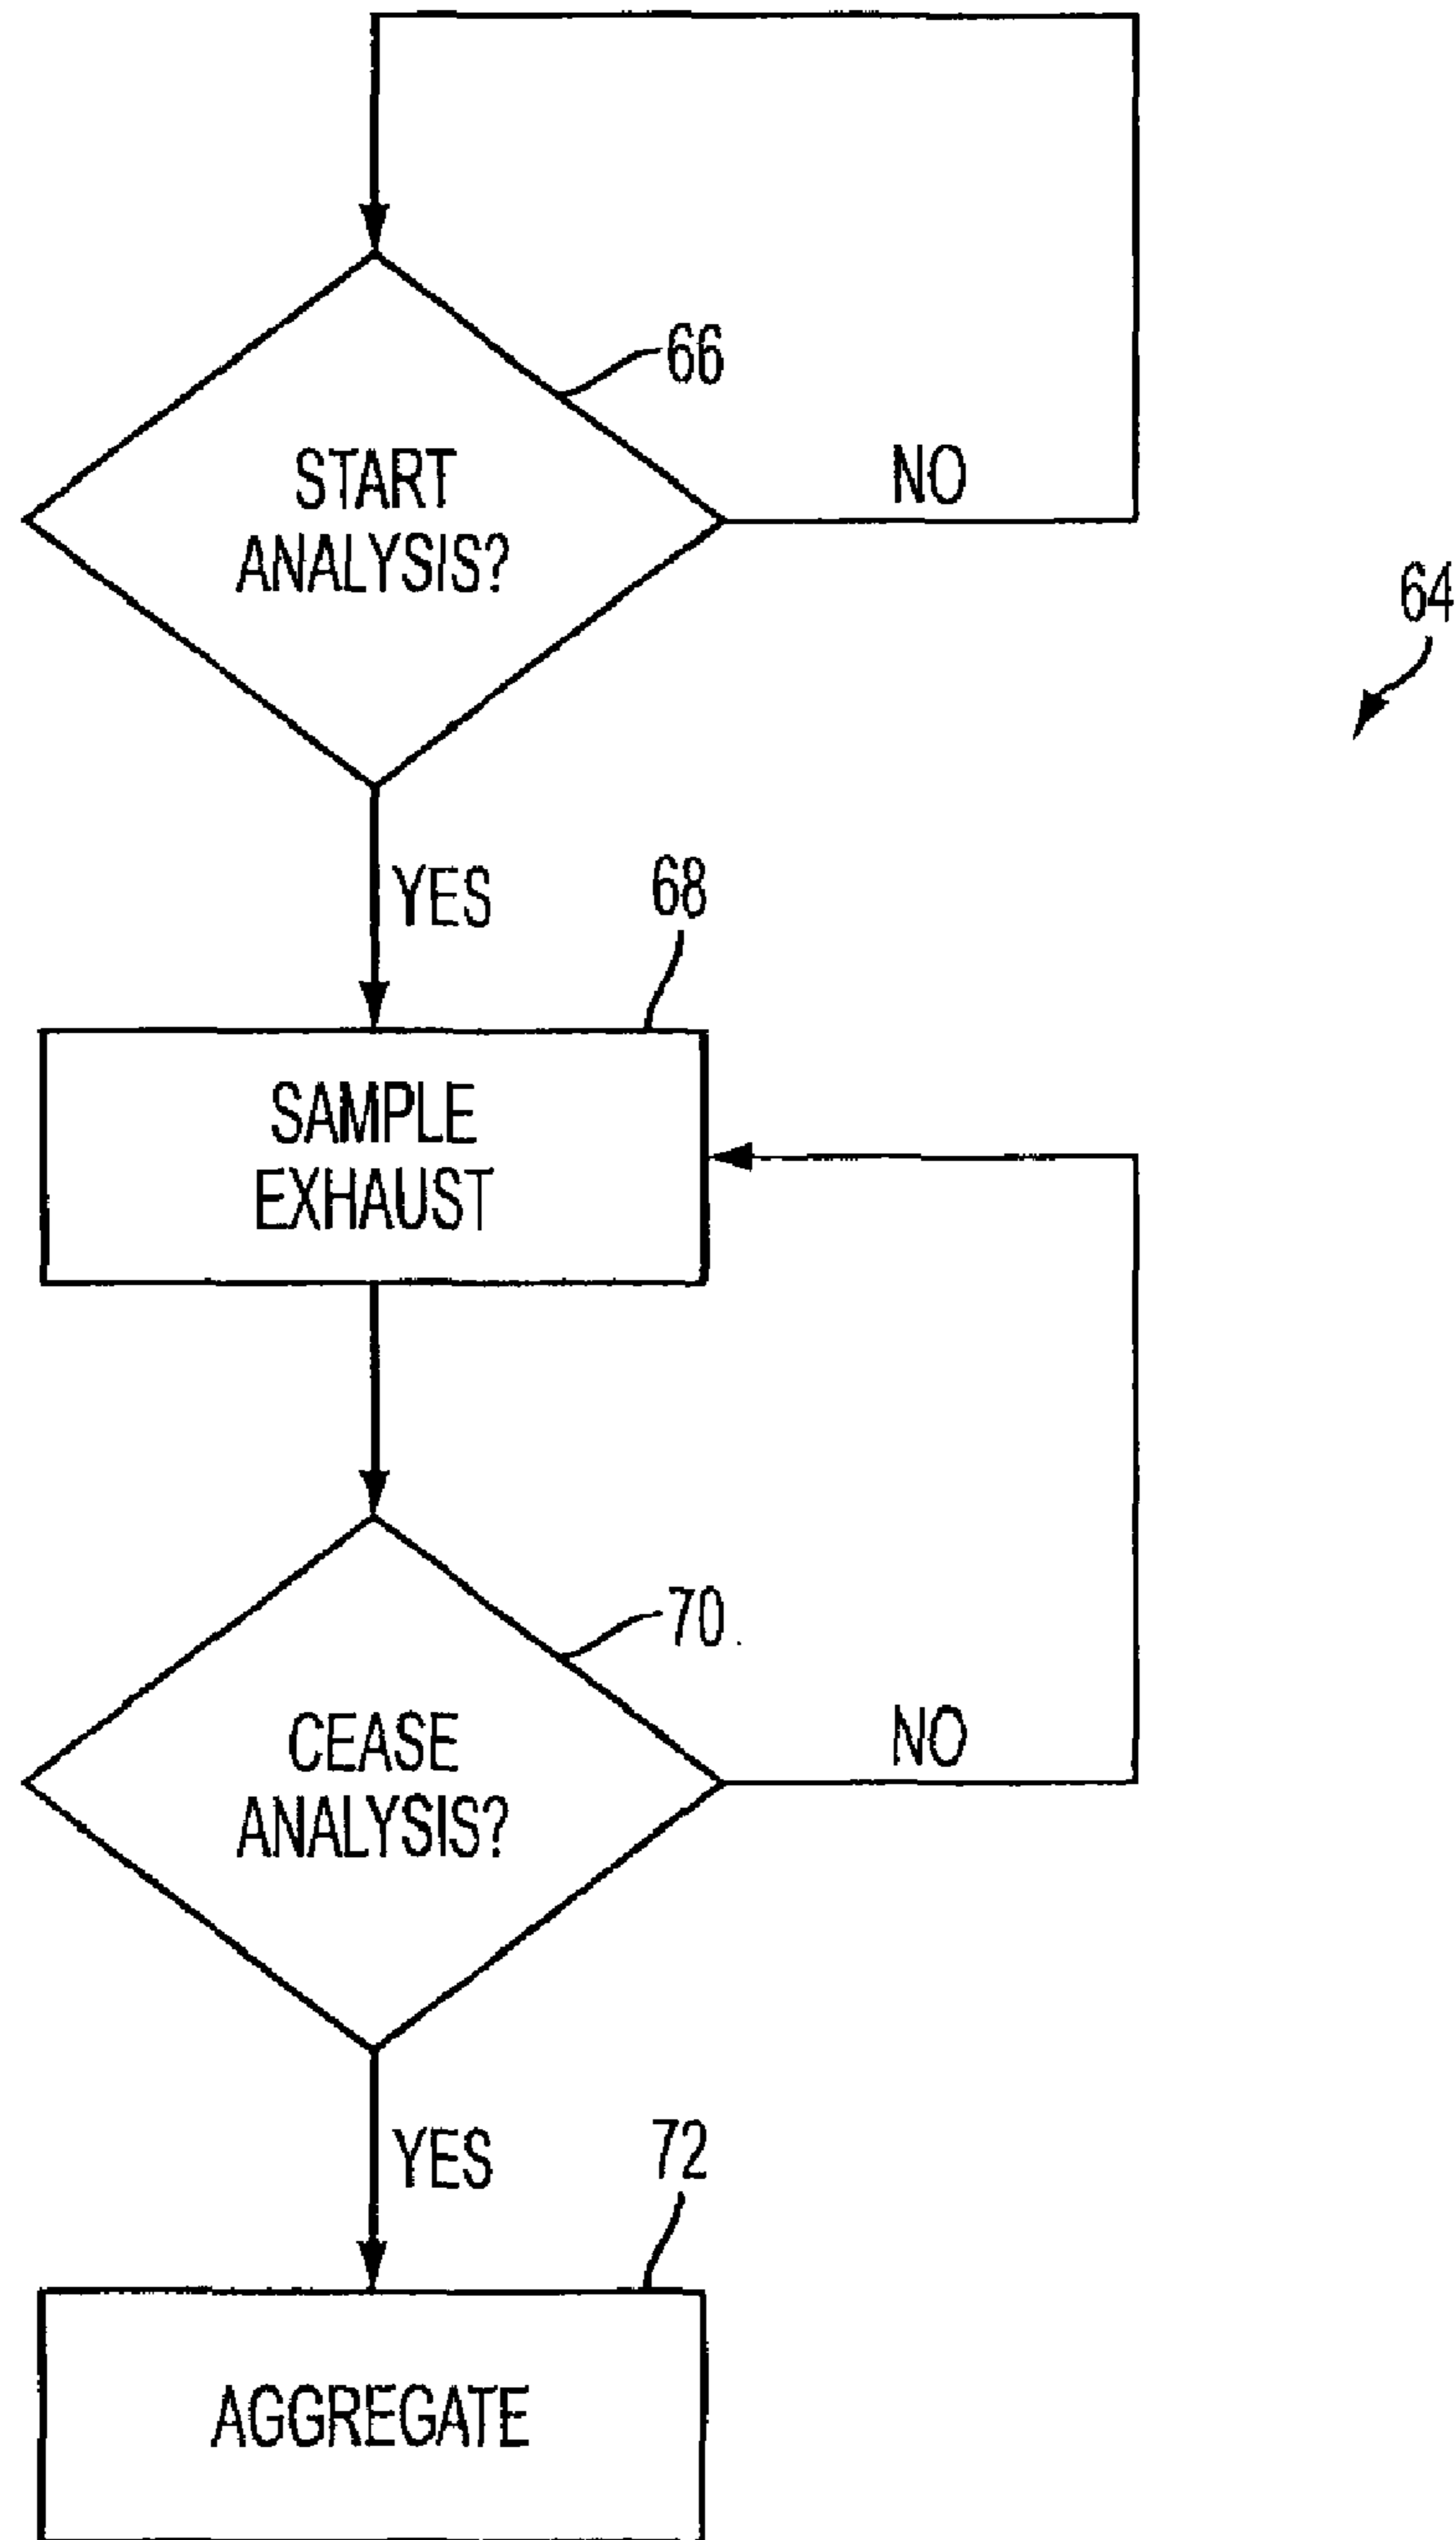 66
START
ANALYSIS?
NO
64
YES
68
SAMPLE
EXHAUST
70
CEASE
ANALYSIS?
NO
YES
72
AGGREGATE